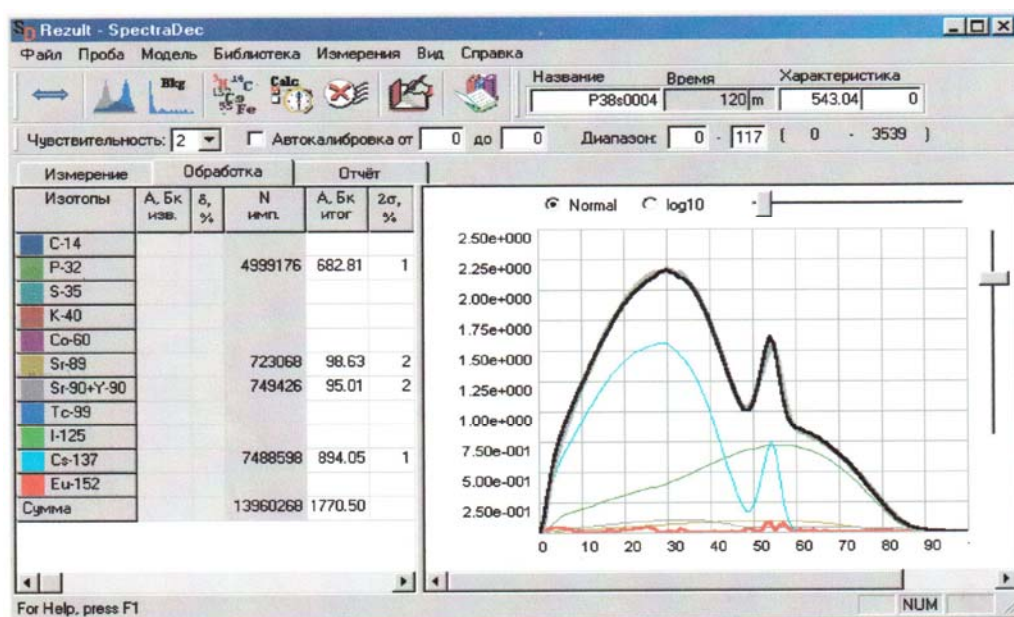 Rezult - SpectraDec
Файл Проба Модель Библиотека Измерения Вид Справка
Bkg Calc
Название Время Характеристика
P38s0004 120 m 543.04 0
Чувствительность: 2 Автокалибровка от 0 до 0 Диапазон: 0 - 117 ( 0 - 3539 )
Измерение Обработка Отчёт
Изотопы А, Бк изв. δ, % N имп. А, Бк итог 2σ, %
C-14
P-32 4999176 682.81 1
S-35
K-40
Co-60
Sr-89 723068 98.63 2
Sr-90+Y-90 749426 95.01 2
Tc-99
I-125
Cs-137 7488598 894.05 1
Eu-152
Сумма 13960268 1770.50
Normal log10
2.50e+000
2.25e+000
2.00e+000
1.75e+000
1.50e+000
1.25e+000
1.00e+000
7.50e-001
5.00e-001
2.50e-001
0 10 20 30 40 50 60 70 80 90
For Help, press F1 NUM